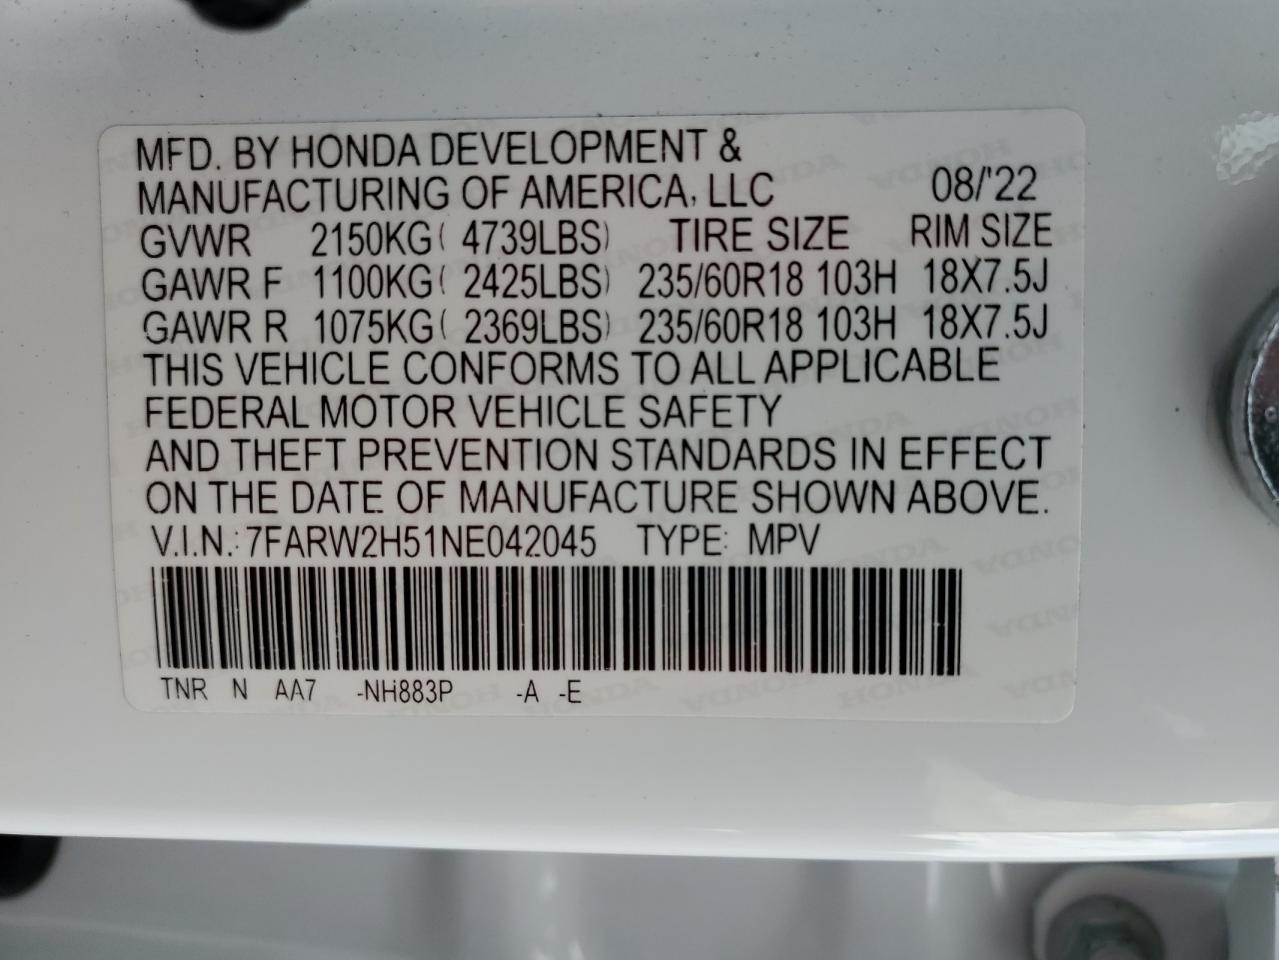 MFD. BY HONDA DEVELOPMENT &
MANUFACTURING OF AMERICA, LLC 08/'22
GVWR 2150KG( 4739LBS) TIRE SIZE RIM SIZE
GAWR F 1100KG( 2425LBS) 235/60R18 103H 18X7.5J
GAWR R 1075KG( 2369LBS) 235/60R18 103H 18X7.5J
THIS VEHICLE CONFORMS TO ALL APPLICABLE
FEDERAL MOTOR VEHICLE SAFETY
AND THEFT PREVENTION STANDARDS IN EFFECT
ON THE DATE OF MANUFACTURE SHOWN ABOVE.
V.I.N.: 7FARW2H51NE042045 TYPE: MPV
TNR N AA7 -NH883P -A -E